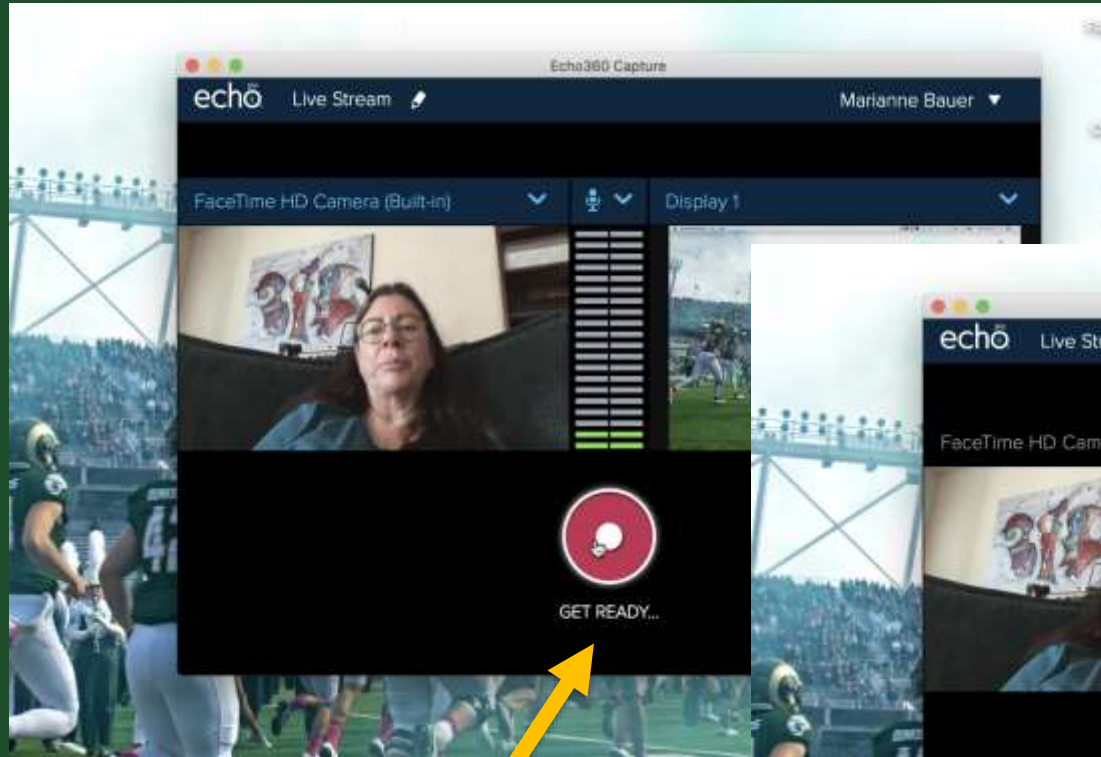 Echo360 Capture
echo Live Stream Marianne Bauer
FaceTime HD Camera (Built-in) Display 1
GET READY...
42
echo Live Str
FaceTime HD Cam